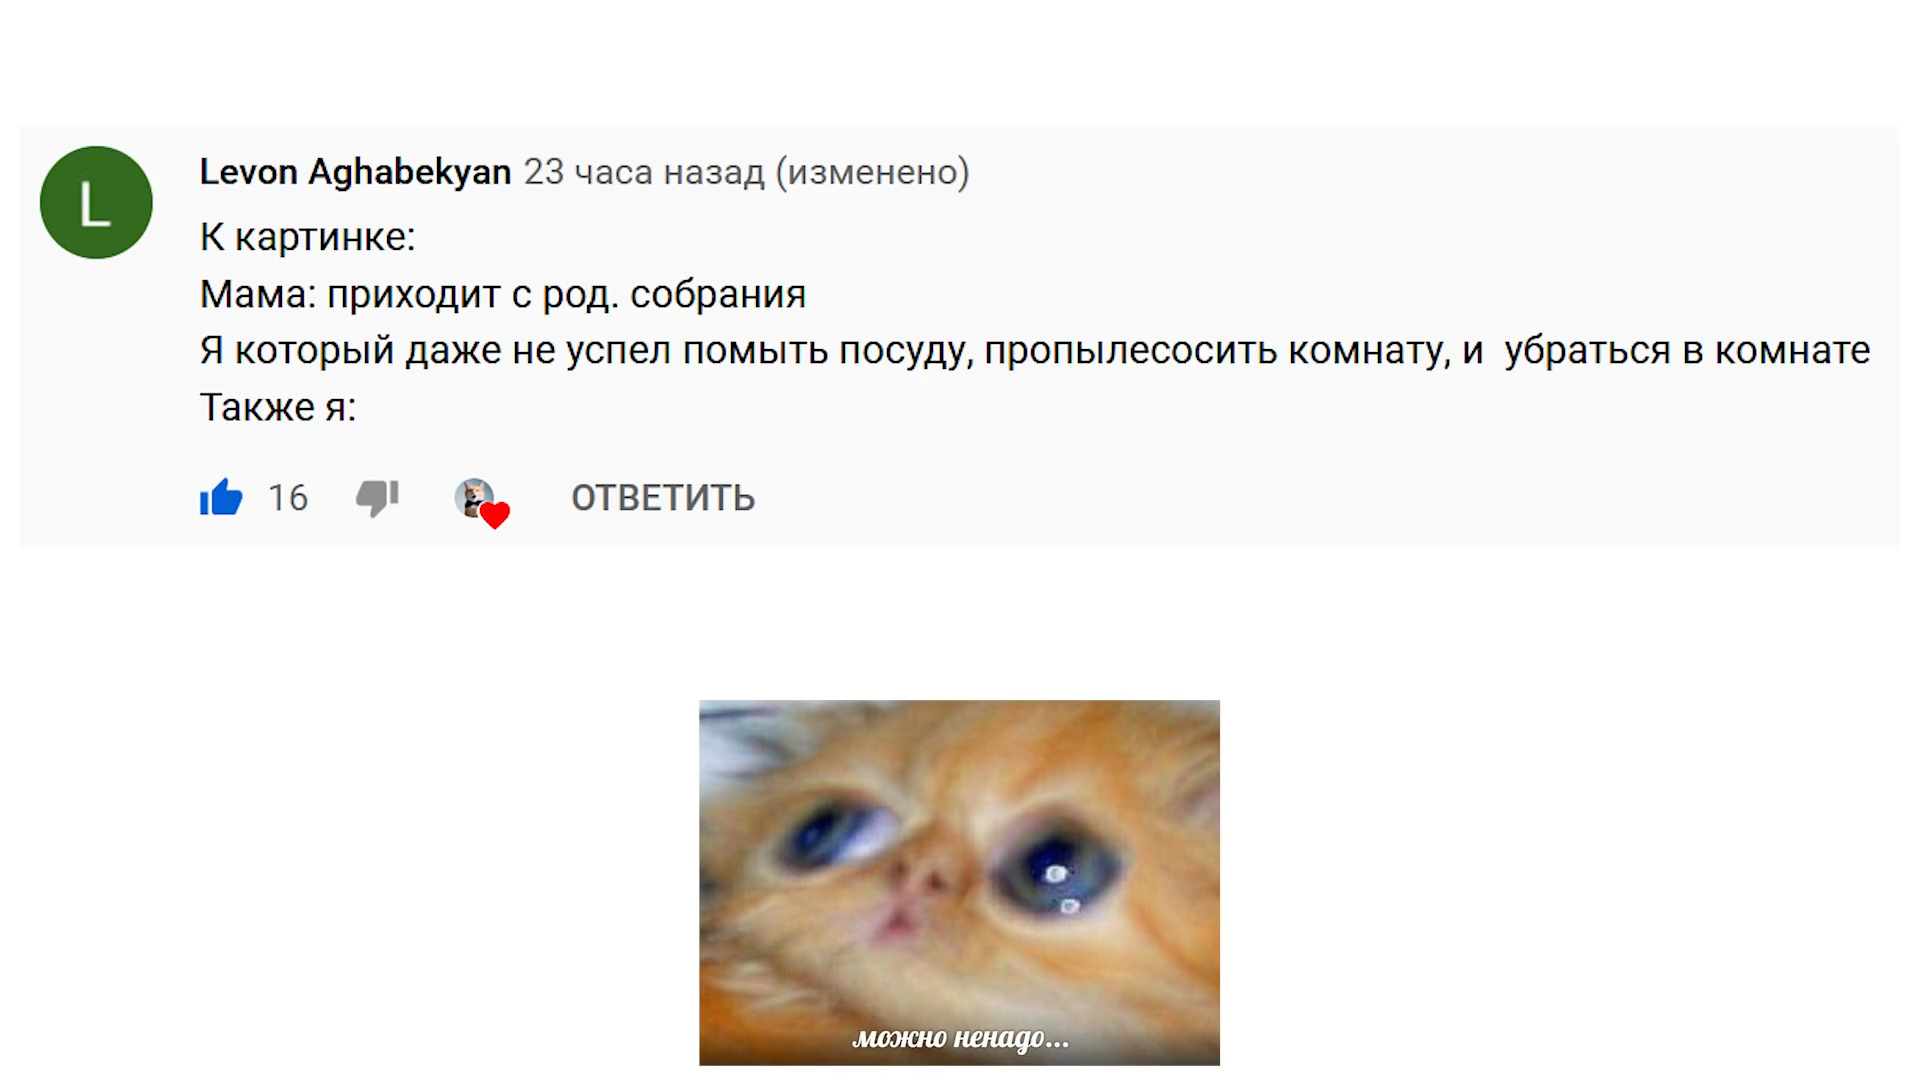 L
Levon Aghabekyan 23 часа назад (изменено)
К картинке:
Мама: приходит с род. собрания
Я который даже не успел помыть посуду, пропылесосить комнату, и  убраться в комнате
Также я:
16 ОТВЕТИТЬ
можно ненадо...